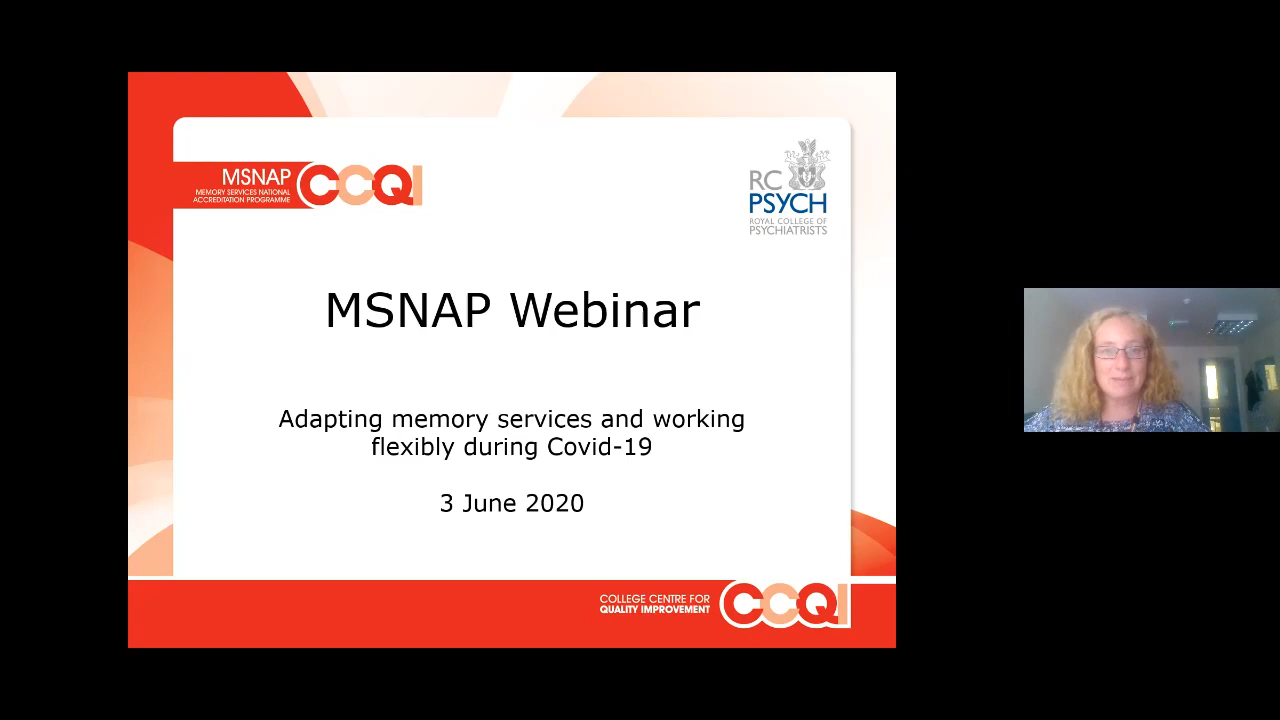 MSNAP
MEMORY SERVICES NATIONAL
ACCREDITATION PROGRAMME
CCQI
RC
PSYCH
ROYAL COLLEGE OF
PSYCHIATRISTS
MSNAP Webinar
Adapting memory services and working
flexibly during Covid-19
3 June 2020
COLLEGE CENTRE FOR
QUALITY IMPROVEMENT
CCQI